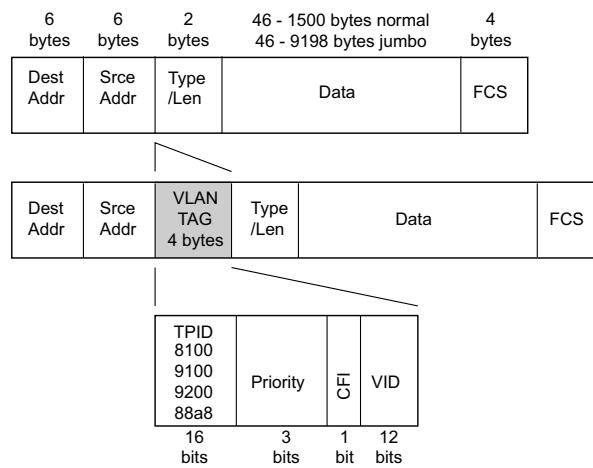 6 bytes
6 bytes
2 bytes
46 - 1500 bytes normal
46 - 9198 bytes jumbo
4 bytes
Dest Addr
Srce Addr
Type /Len
Data
FCS
Dest Addr
Srce Addr
VLAN TAG 4 bytes
Type /Len
Data
FCS
TPID
8100
9100
9200
88a8
Priority
CFI
VID
16 bits
3 bits
1 bit
12 bits